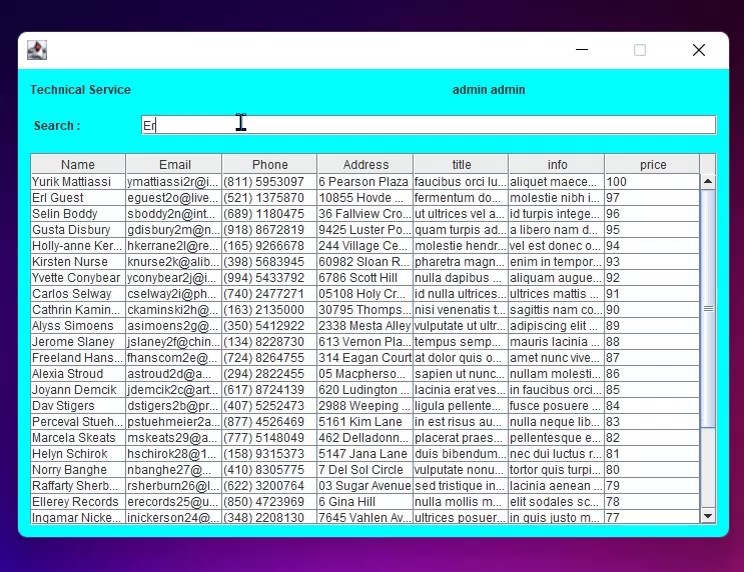 Technical Service admin admin
Search : Er
Name Email Phone Address title info price
Yurik Mattiassi ymattiassi2r@i... (811) 5953097 6 Pearson Plaza faucibus orci lu... aliquet maece... 100
Erl Guest eguest2o@live... (521) 1375870 10855 Hovde ... fermentum do... molestie nibh i... 97
Selin Boddy sboddy2n@int... (689) 1180475 36 Fallview Cro... ut ultrices vel a... id turpis intege... 96
Gusta Disbury gdisbury2m@n... (918) 8672819 9425 Luster Po... quam turpis ad... a libero nam d... 95
Holly-anne Ker... hkerrane2l@re... (165) 9266678 244 Village Ce... molestie hendr... vel est donec o... 94
Kirsten Nurse knurse2k@alib... (398) 5683945 60982 Sloan R... pharetra magn... enim in tempor... 93
Yvette Conybear yconybear2j@i... (994) 5433792 6786 Scott Hill nulla dapibus ... aliquam augue... 92
Carlos Selway cselway2i@ph... (740) 2477271 05108 Holy Cr... id nulla ultrices... ultrices mattis ... 91
Cathrin Kamin... ckaminski2h@... (163) 2135000 30795 Thomps... nisi venenatis t... sagittis nam co... 90
Alyss Simoens asimoens2g@... (350) 5412922 2338 Mesta Alley vulputate ut ultr... adipiscing elit ... 89
Jerome Slaney jslaney2f@chin... (134) 8228730 613 Vernon Pla... tempus semp... mauris lacinia ... 88
Freeland Hans... fhanscom2e@... (724) 8264755 314 Eagan Court at dolor quis o... amet nunc vive... 87
Alexia Stroud astroud2d@a... (294) 2822455 05 Macpherso... sapien ut nunc... nullam molesti... 86
Joyann Demcik jdemcik2c@art... (617) 8724139 620 Ludington ... lacinia erat ves... in faucibus orci... 85
Dav Stigers dstigers2b@pr... (407) 5252473 2988 Weeping ... ligula pellente... fusce posuere ... 84
Perceval Stueh... pstuehmeier2a... (877) 4526469 5161 Kim Lane in est risus au... nulla neque lib... 83
Marcela Skeats mskeats29@a... (777) 5148049 462 Delladonn... placerat praes... pellentesque e... 82
Helyn Schirok hschirok28@1... (158) 9315373 5147 Jana Lane duis bibendum... nec dui luctus r... 81
Norry Banghe nbanghe27@... (410) 8305775 7 Del Sol Circle vulputate nonu... tortor quis turpi... 80
Raffarty Sherb... rsherburn26@l... (622) 3200764 03 Sugar Avenue sed tristique in... lacinia aenean ... 79
Ellerey Records erecords25@u... (850) 4723969 6 Gina Hill nulla mollis m... elit sodales sc... 78
Ingamar Nicke... inickerson24@... (348) 2208130 7645 Vahlen Av... ultrices posuer... in quis justo m... 77